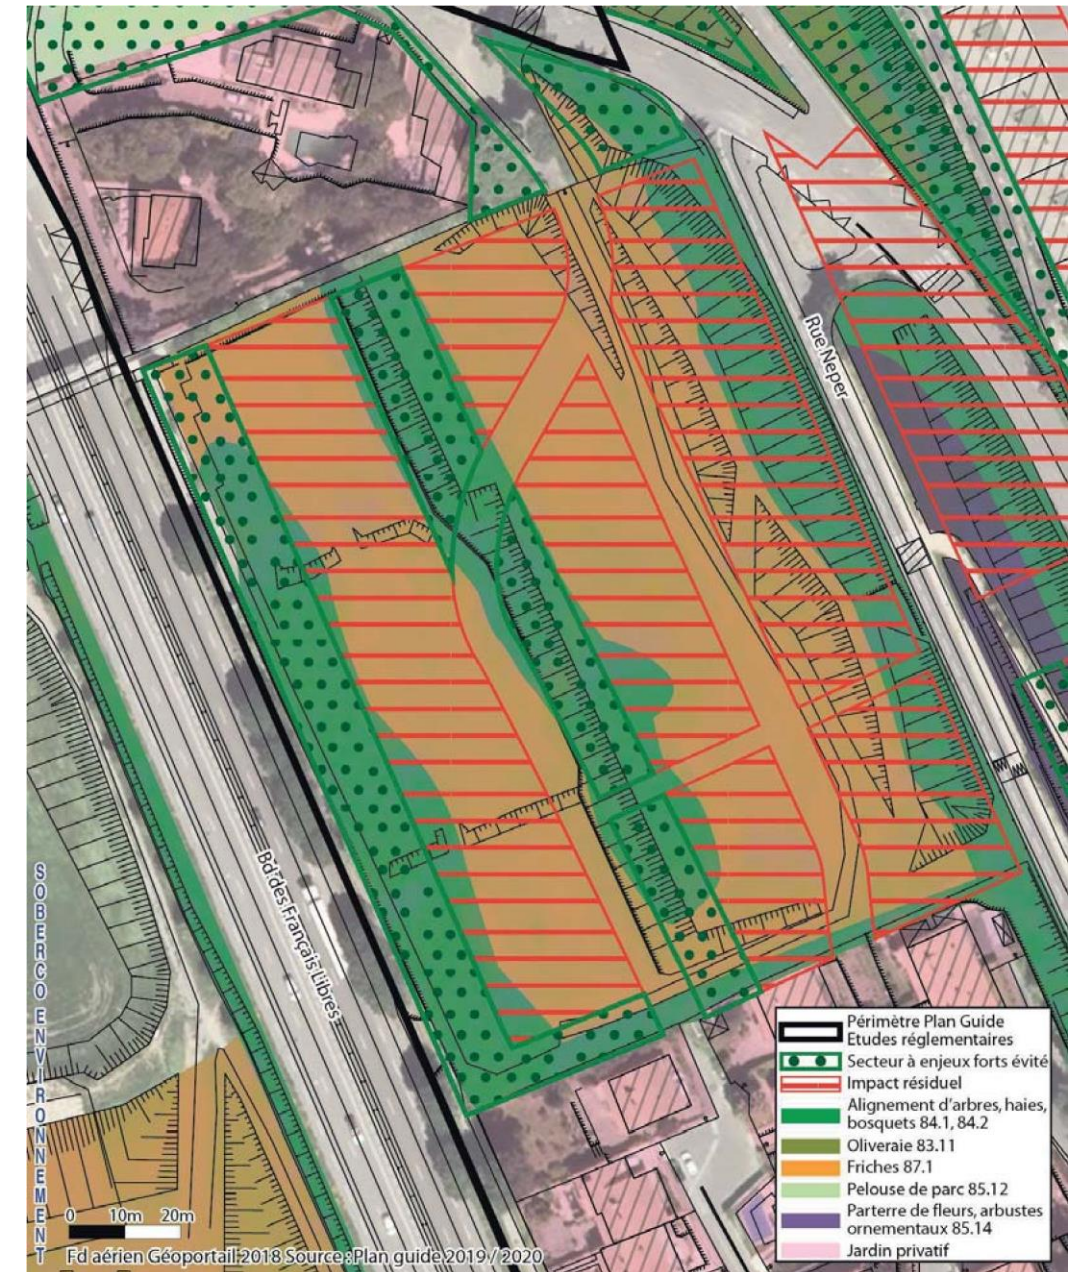 Rue Neper
Bd des Français Libres
SOBERCO ENVIRONNEMENT
Périmètre Plan Guide
Etudes réglementaires
Secteur à enjeux forts évité
Impact résiduel
Alignement d'arbres, haies,
bosquets 84.1, 84.2
Oliveraie 83.11
Friches 87.1
Pelouse de parc 85.12
Parterre de fleurs, arbustes
ornementaux 85.14
Jardin privatif
0 10m 20m
Fd aérien Géoportail 2018 Source : Plan guide 2019 / 2020